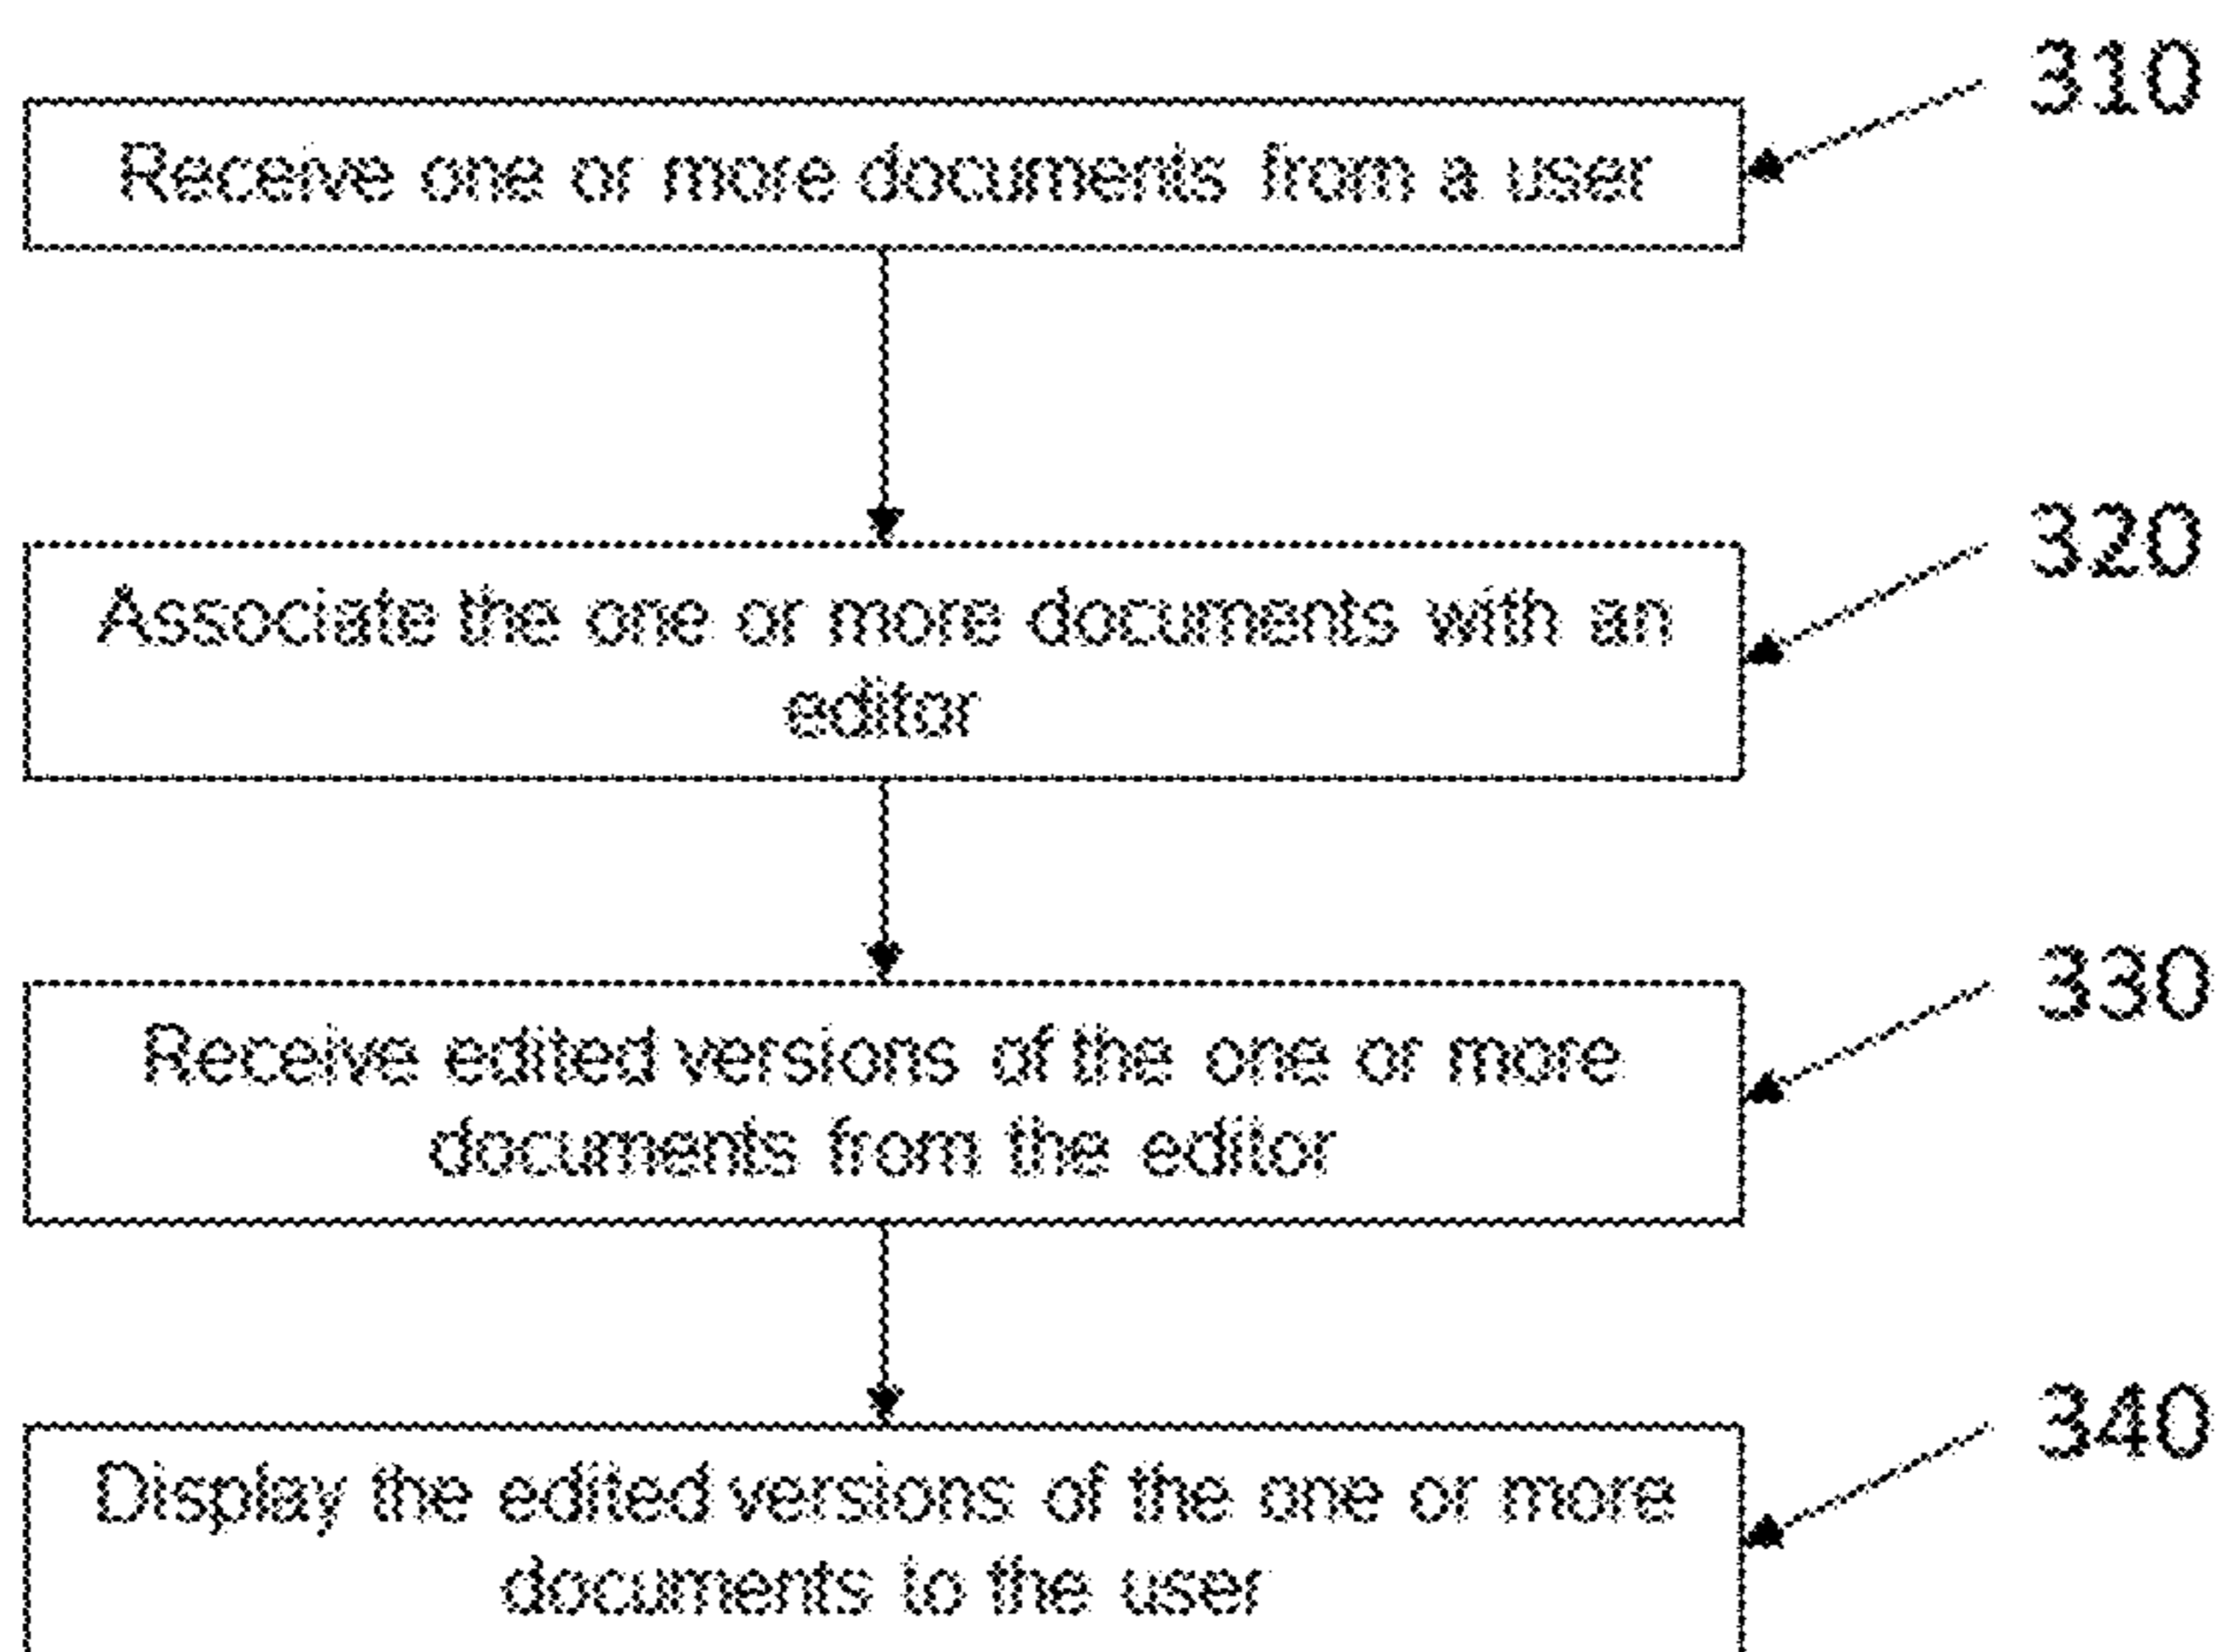 310
Receive one or more documents from a user
320
Associate the one or more documents with an
editor
330
Receive edited versions of the one or more
documents from the editor
340
Display the edited versions of the one or more
documents to the user